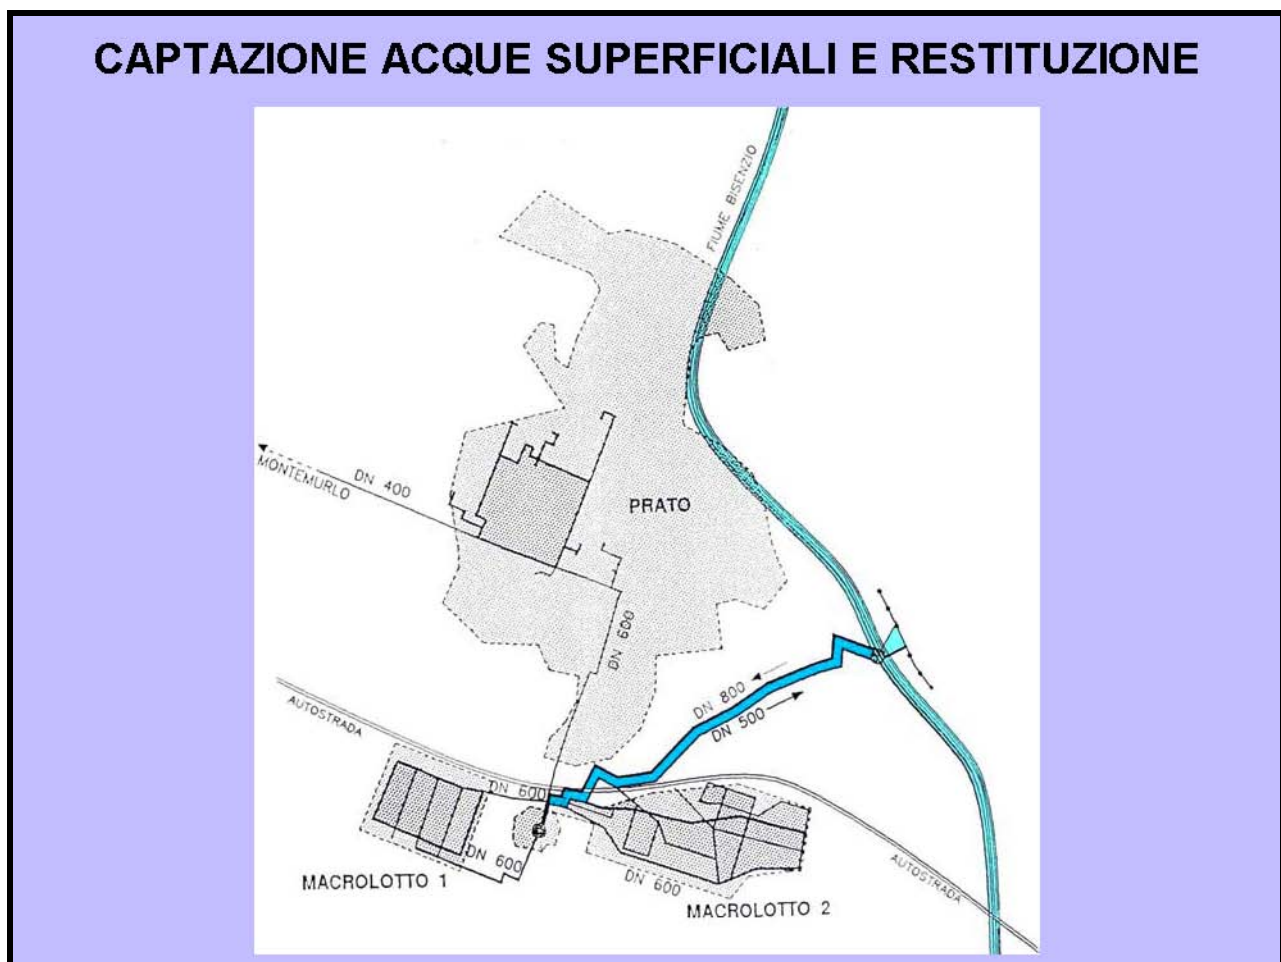 CAPTAZIONE ACQUE SUPERFICIALI E RESTITUZIONE
FIUME BISENZIO
DN 400
MONTEMURLO
PRATO
DN 600
DN 800
DN 500
AUTOSTRADA
DN 600
DN 600
MACROLOTTO 1
DN 600
AUTOSTRADA
MACROLOTTO 2